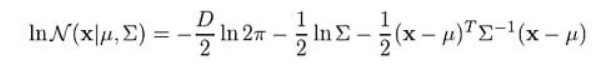 ln N(x|μ, Σ) = −D/2 ln 2π − 1/2 ln Σ − 1/2 (x − μ)ᵀ Σ⁻¹ (x − μ)